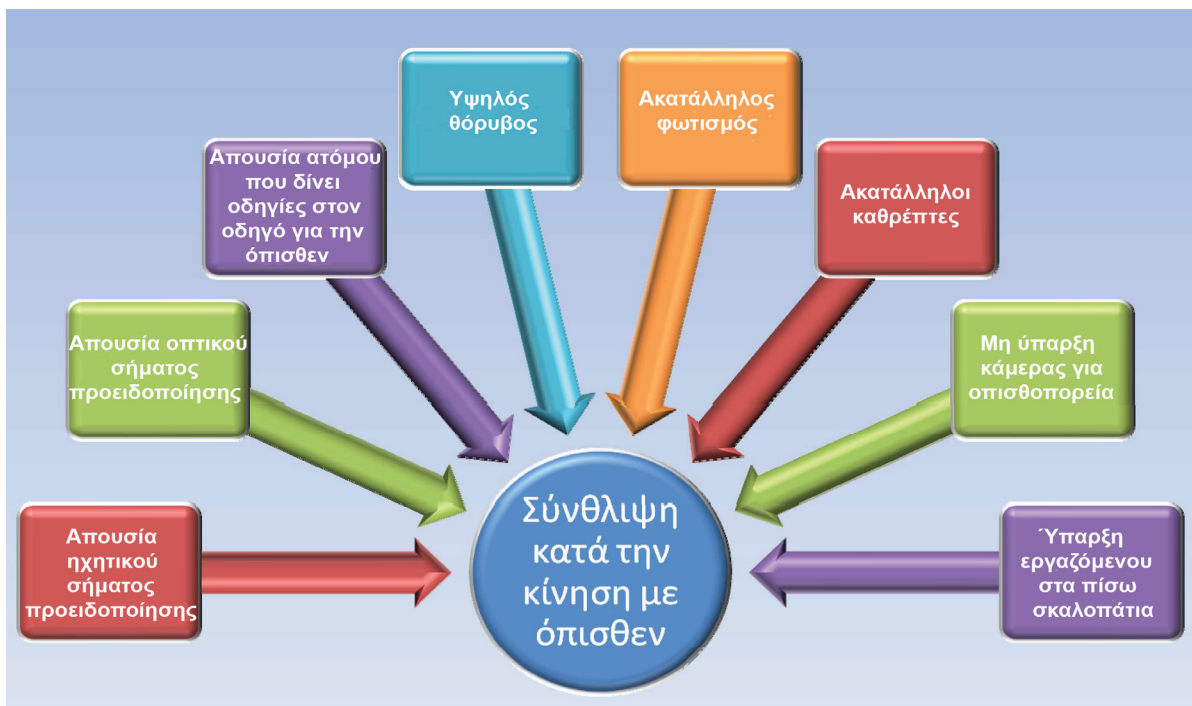 Υψηλός
θόρυβος
Ακατάλληλος
φωτισμός
Απουσία ατόμου
που δίνει
οδηγίες στον
οδηγό για την
όπισθεν
Ακατάλληλοι
καθρέπτες
Απουσία οπτικού
σήματος
προειδοποίησης
Μη ύπαρξη
κάμερας για
οπισθοπορεία
Απουσία
ηχητικού
σήματος
προειδοποίησης
Σύνθλιψη
κατά την
κίνηση με
όπισθεν
Ύπαρξη
εργαζόμενου
στα πίσω
σκαλοπάτια